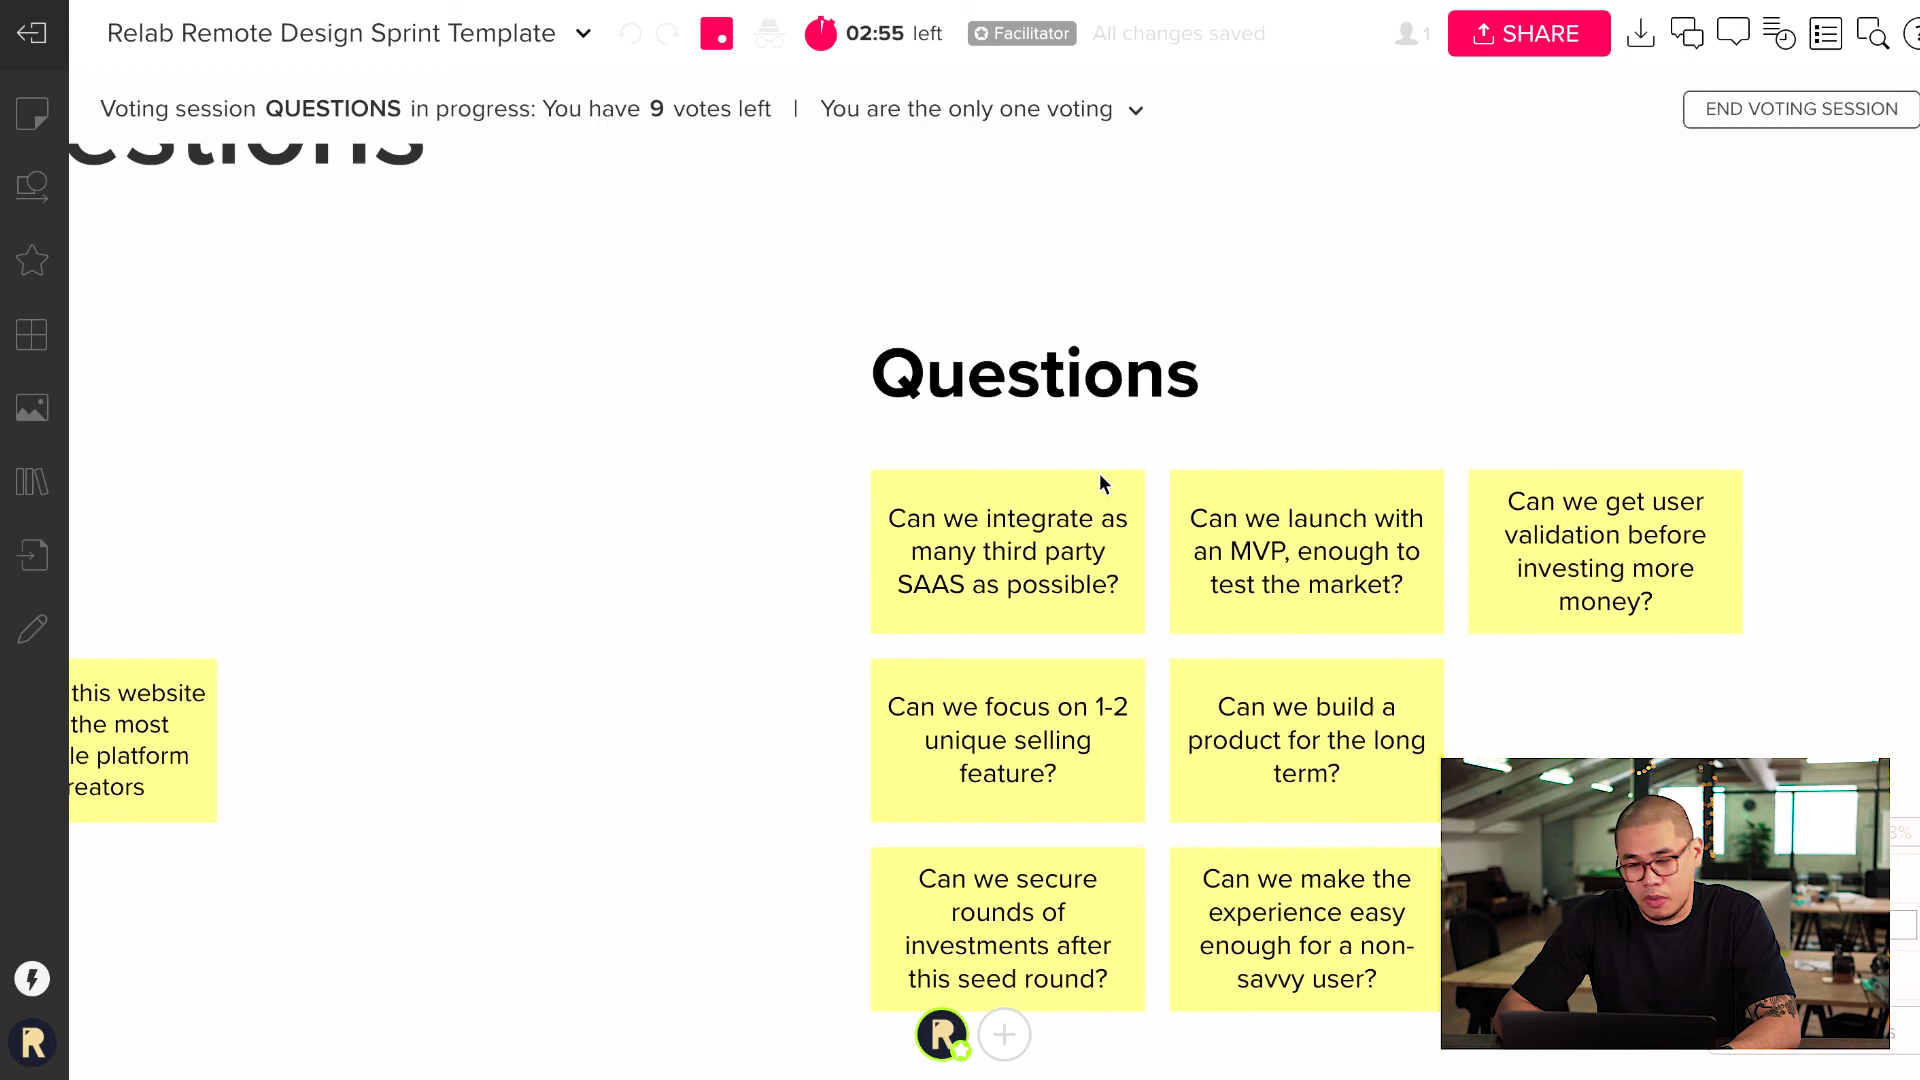 Relab Remote Design Sprint Template
02:55 left
Facilitator
All changes saved
1
SHARE
Voting session QUESTIONS in progress: You have 9 votes left | You are the only one voting
END VOTING SESSION
estions
Questions
Can we integrate as
many third party
SAAS as possible?
Can we launch with
an MVP, enough to
test the market?
Can we get user
validation before
investing more
money?
this website
the most
le platform
reators
Can we focus on 1-2
unique selling
feature?
Can we build a
product for the long
term?
Can we secure
rounds of
investments after
this seed round?
Can we make the
experience easy
enough for a non-
savvy user?
R
R